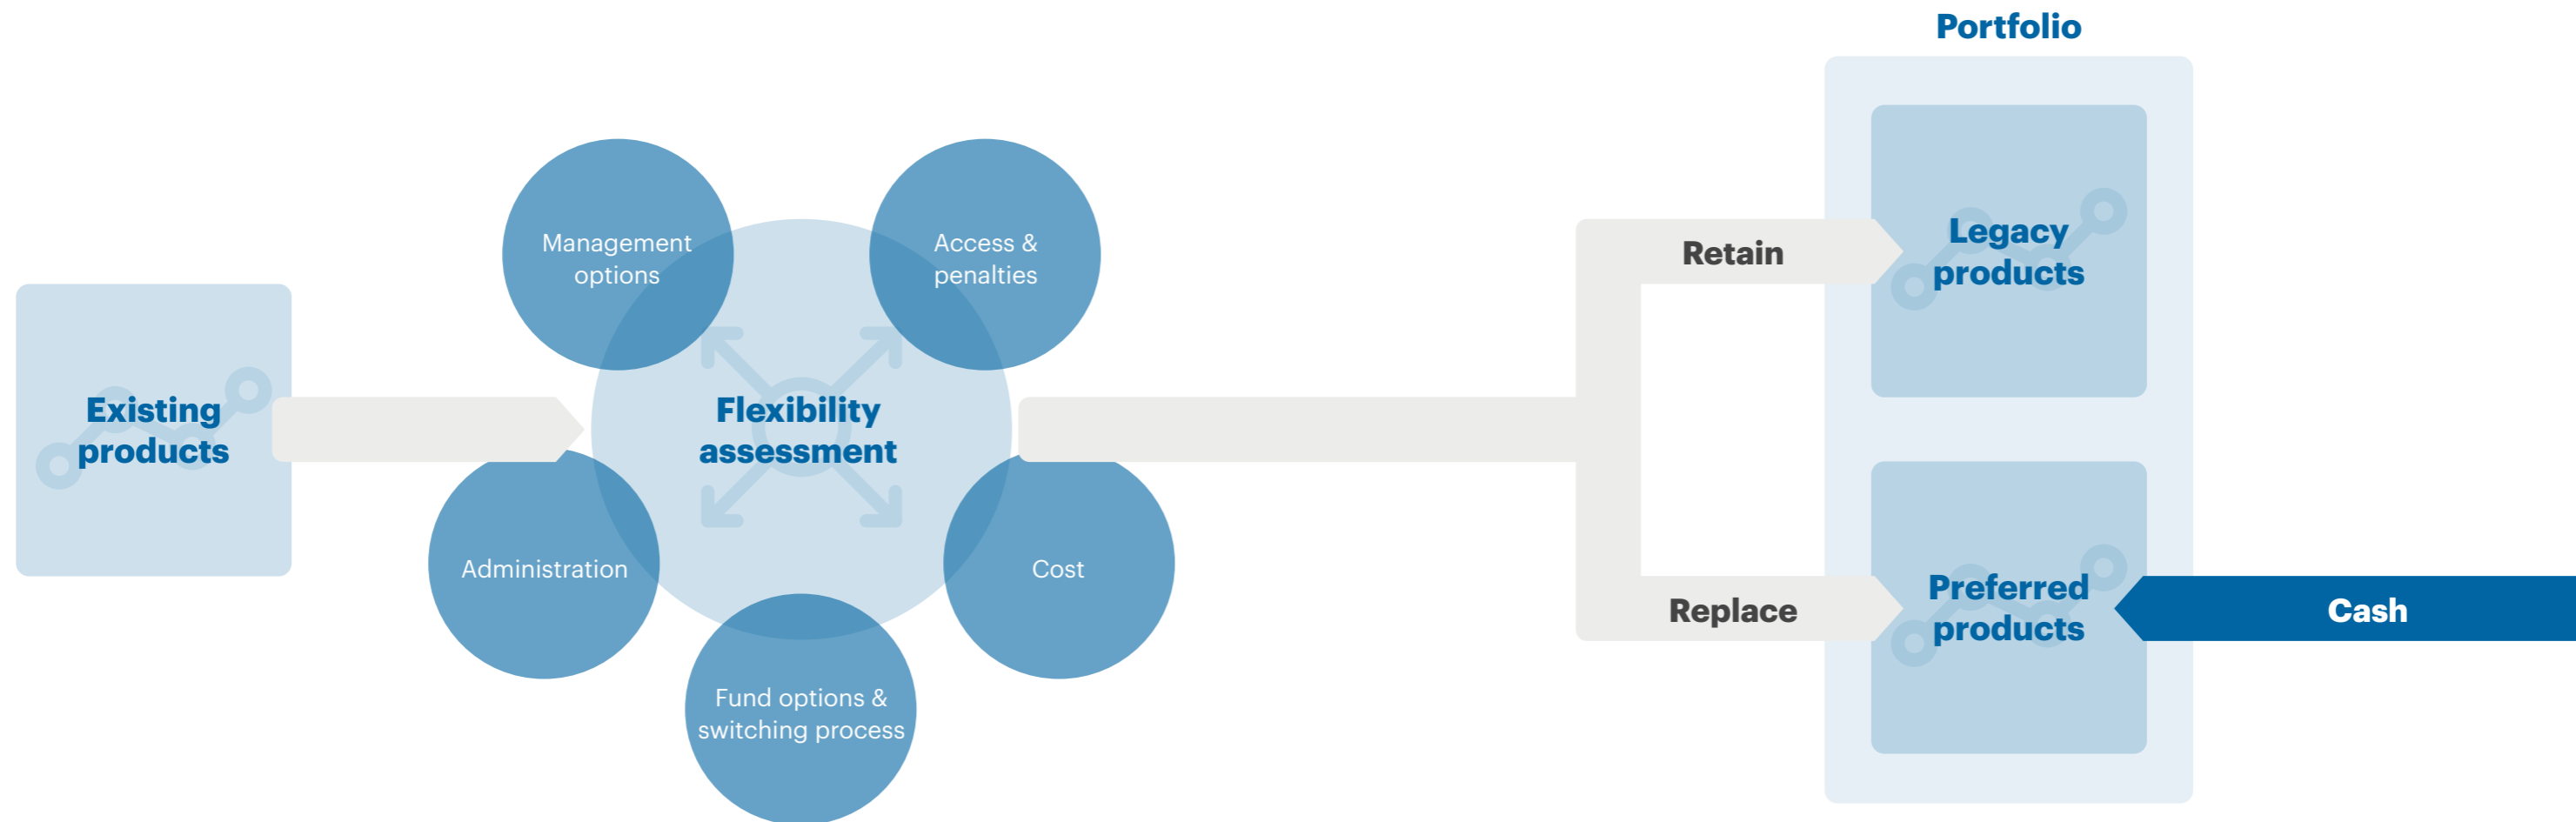 Portfolio
Existing
products
Management
options
Access &
penalties
Flexibility
assessment
Administration
Cost
Fund options &
switching process
Retain
Replace
Legacy
products
Preferred
products
Cash